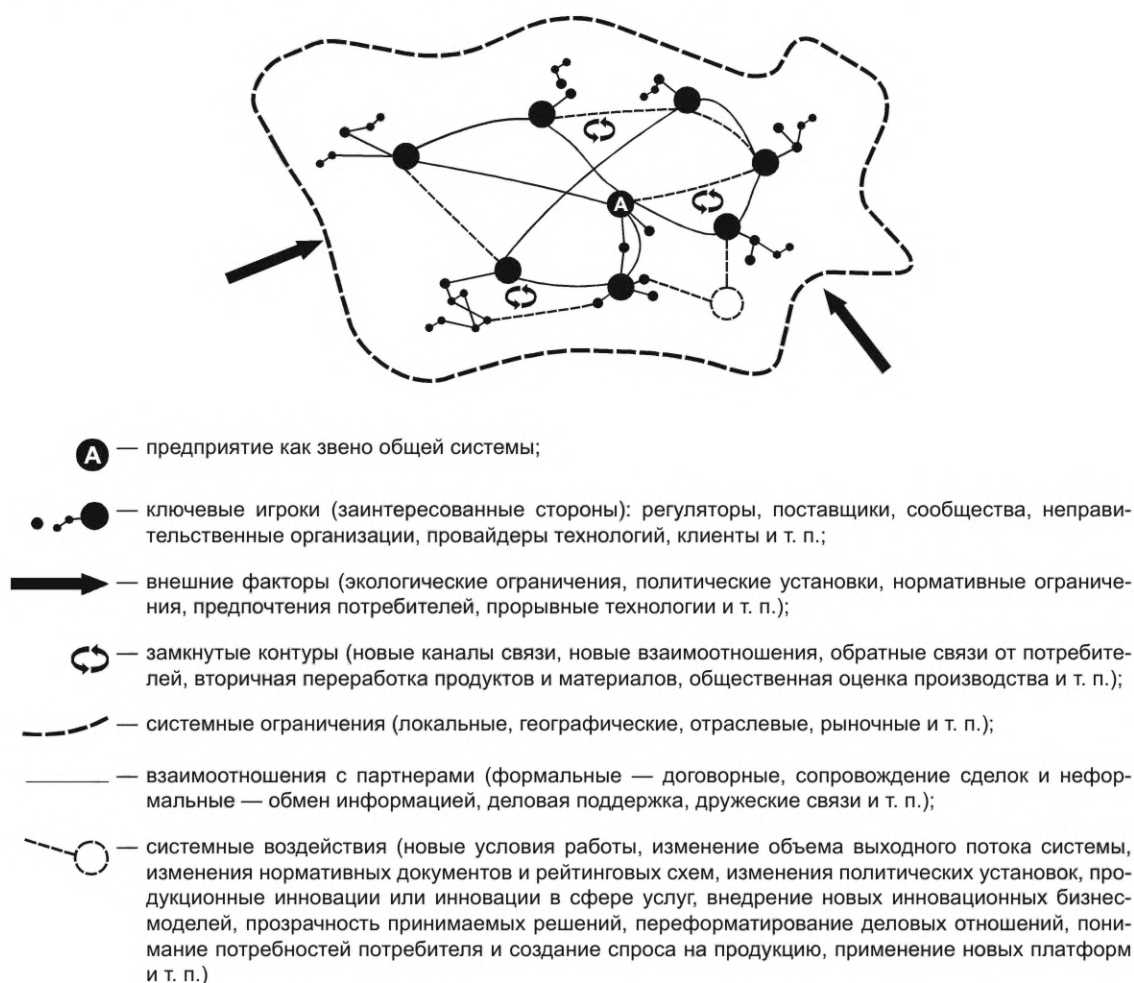 A
A — предприятие как звено общей системы;
— ключевые игроки (заинтересованные стороны): регуляторы, поставщики, сообщества, неправи-
тельственные организации, провайдеры технологий, клиенты и т. п.;
— внешние факторы (экологические ограничения, политические установки, нормативные ограниче-
ния, предпочтения потребителей, прорывные технологии и т. п.);
— замкнутые контуры (новые каналы связи, новые взаимоотношения, обратные связи от потребите-
лей, вторичная переработка продуктов и материалов, общественная оценка производства и т. п.);
— системные ограничения (локальные, географические, отраслевые, рыночные и т. п.);
— взаимоотношения с партнерами (формальные — договорные, сопровождение сделок и нефор-
мальные — обмен информацией, деловая поддержка, дружеские связи и т. п.);
— системные воздействия (новые условия работы, изменение объема выходного потока системы,
изменения нормативных документов и рейтинговых схем, изменения политических установок, про-
дукционные инновации или инновации в сфере услуг, внедрение новых инновационных бизнес-
моделей, прозрачность принимаемых решений, переформатирование деловых отношений, пони-
мание потребностей потребителя и создание спроса на продукцию, применение новых платформ
и т. п.)